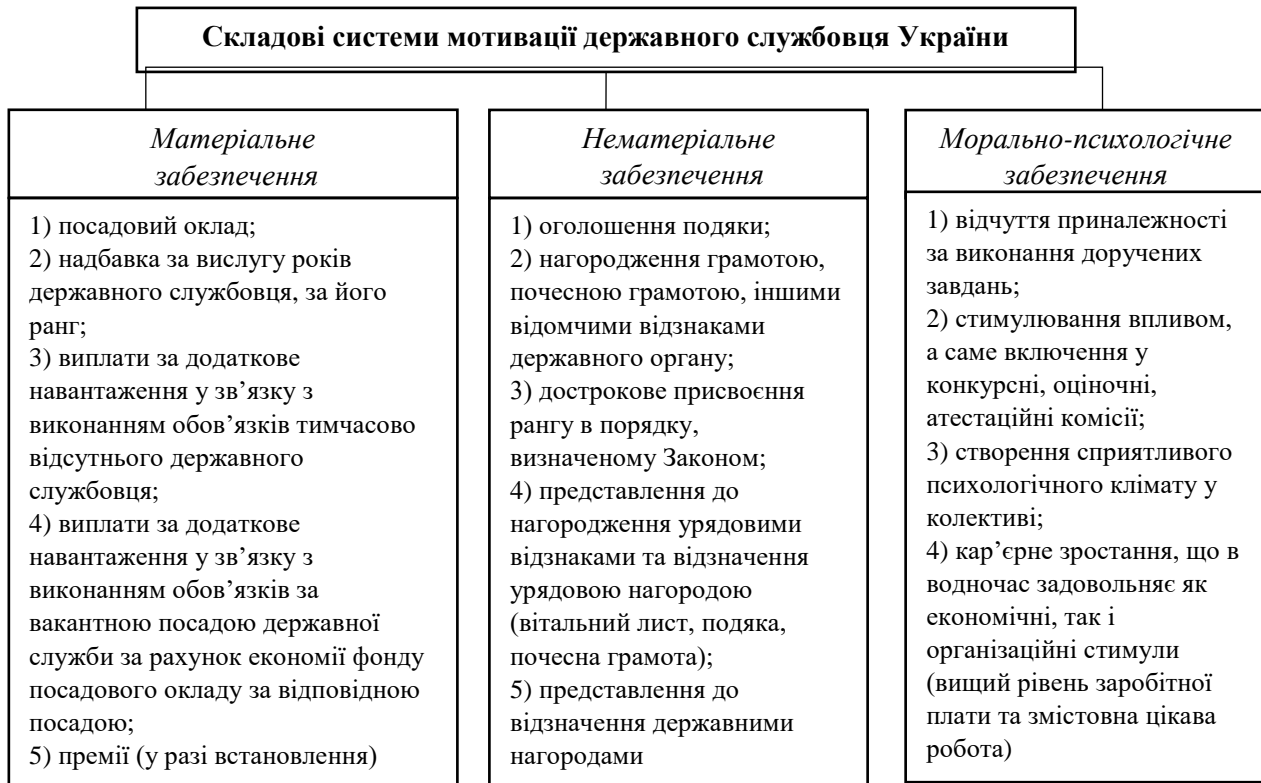 Складові системи мотивації державного службовця України
Матеріальне
забезпечення
1) посадовий оклад;
2) надбавка за вислугу років
державного службовця, за його
ранг;
3) виплати за додаткове
навантаження у зв’язку з
виконанням обов’язків тимчасово
відсутнього державного
службовця;
4) виплати за додаткове
навантаження у зв’язку з
виконанням обов’язків за
вакантною посадою державної
служби за рахунок економії фонду
посадового окладу за відповідною
посадою;
5) премії (у разі встановлення)
Нематеріальне
забезпечення
1) оголошення подяки;
2) нагородження грамотою,
почесною грамотою, іншими
відомчими відзнаками
державного органу;
3) дострокове присвоєння
рангу в порядку,
визначеному Законом;
4) представлення до
нагородження урядовими
відзнаками та відзначення
урядовою нагородою
(вітальний лист, подяка,
почесна грамота);
5) представлення до
відзначення державними
нагородами
Морально-психологічне
забезпечення
1) відчуття приналежності
за виконання доручених
завдань;
2) стимулювання впливом,
а саме включення у
конкурсні, оціночні,
атестаційні комісії;
3) створення сприятливого
психологічного клімату у
колективі;
4) кар’єрне зростання, що в
водночас задовольняє як
економічні, так і
організаційні стимули
(вищий рівень заробітної
плати та змістовна цікава
робота)